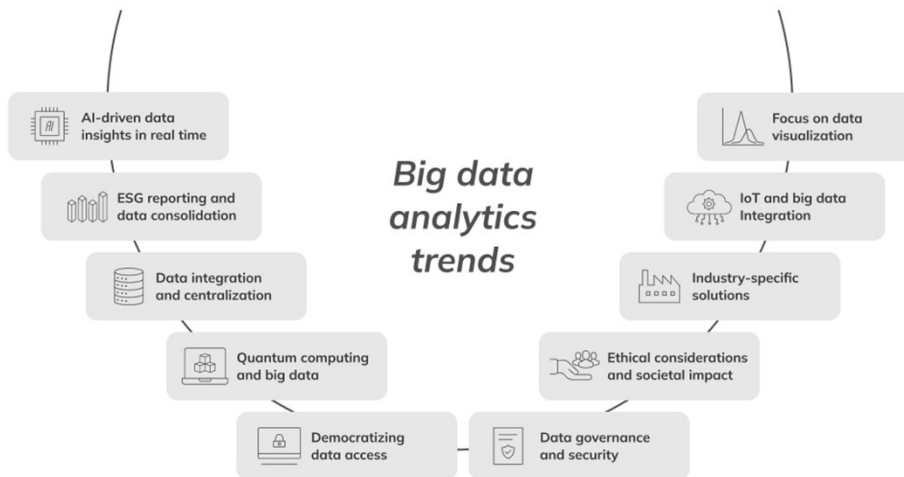 AI-driven data
insights in real time
ESG reporting and
data consolidation
Data integration
and centralization
Quantum computing
and big data
Democratizing
data access
Big data
analytics
trends
Focus on data
visualization
IoT and big data
Integration
Industry-specific
solutions
Ethical considerations
and societal impact
Data governance
and security
AI